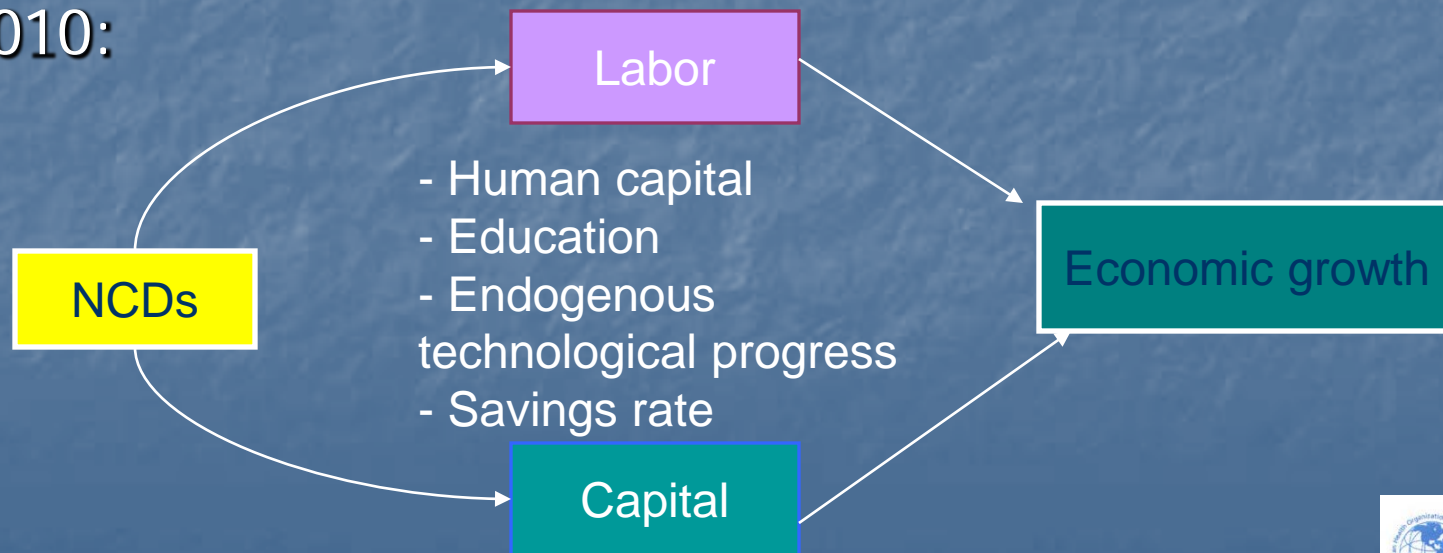 010:
Labor
- Human capital
- Education
- Endogenous
technological progress
- Savings rate
NCDs
Economic growth
Capital